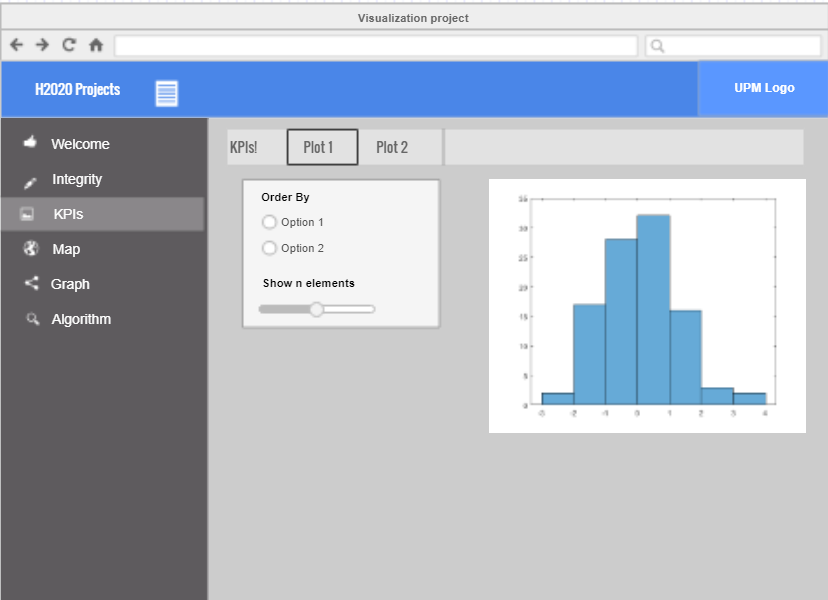 Visualization project
H2020 Projects
UPM Logo
Welcome
Integrity
KPIs
Map
Graph
Algorithm
KPIs! Plot 1 Plot 2
Order By
Option 1
Option 2
Show n elements
35
30
25
20
15
10
5
0
-3 -2 -1 0 1 2 3 4